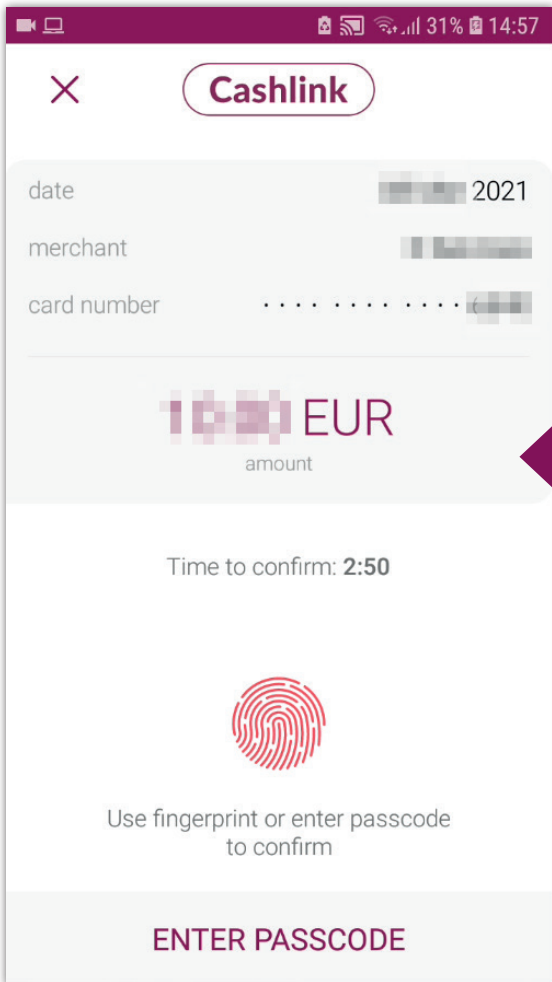 31% 14:57
Cashlink
date 2021
merchant
card number ···· ···· ····
EUR
amount
Time to confirm: 2:50
Use fingerprint or enter passcode
to confirm
ENTER PASSCODE